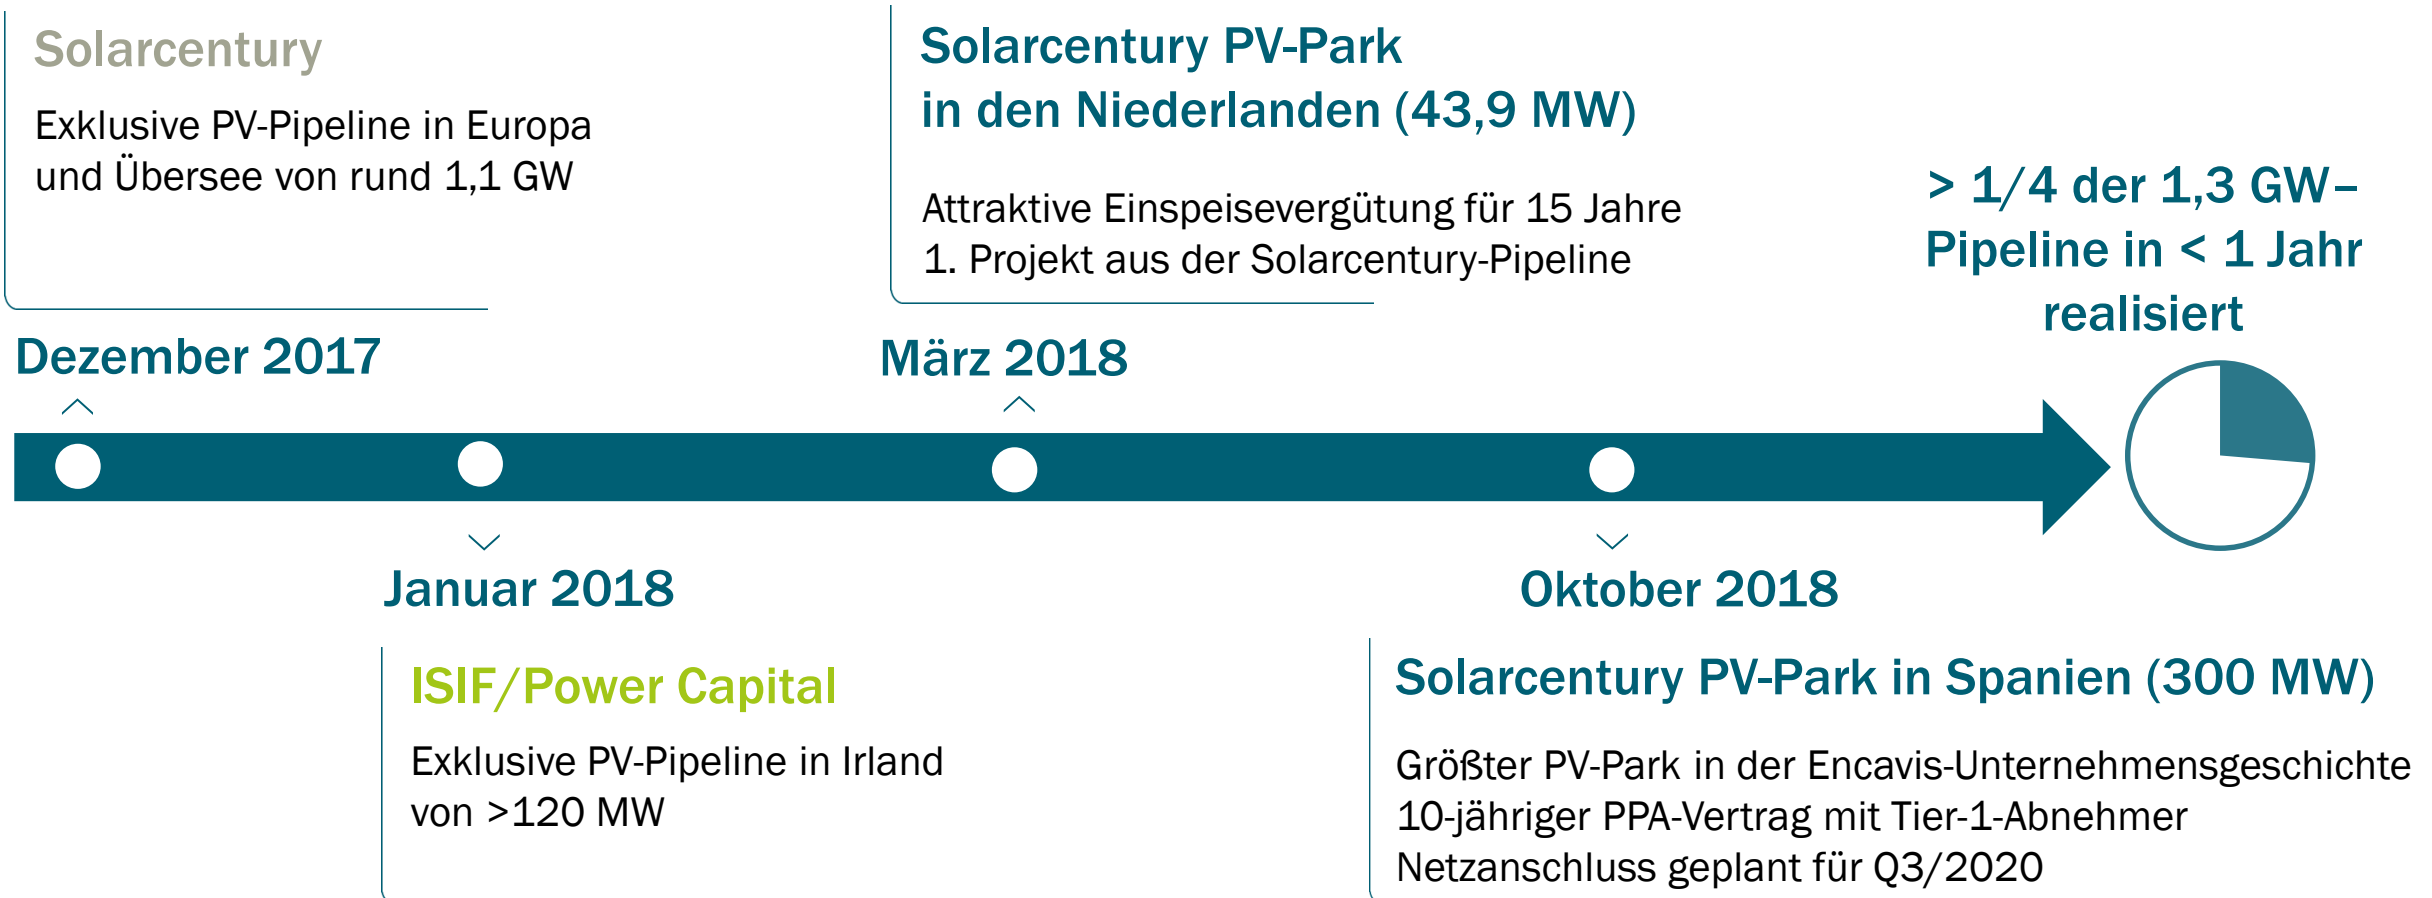 Solarcentury
Exklusive PV-Pipeline in Europa
und Übersee von rund 1,1 GW
Dezember 2017
Solarcentury PV-Park
in den Niederlanden (43,9 MW)
Attraktive Einspeisevergütung für 15 Jahre
1. Projekt aus der Solarcentury-Pipeline
März 2018
> 1/4 der 1,3 GW–
Pipeline in < 1 Jahr
realisiert
Januar 2018
ISIF/Power Capital
Exklusive PV-Pipeline in Irland
von >120 MW
Oktober 2018
Solarcentury PV-Park in Spanien (300 MW)
Größter PV-Park in der Encavis-Unternehmensgeschichte
10-jähriger PPA-Vertrag mit Tier-1-Abnehmer
Netzanschluss geplant für Q3/2020